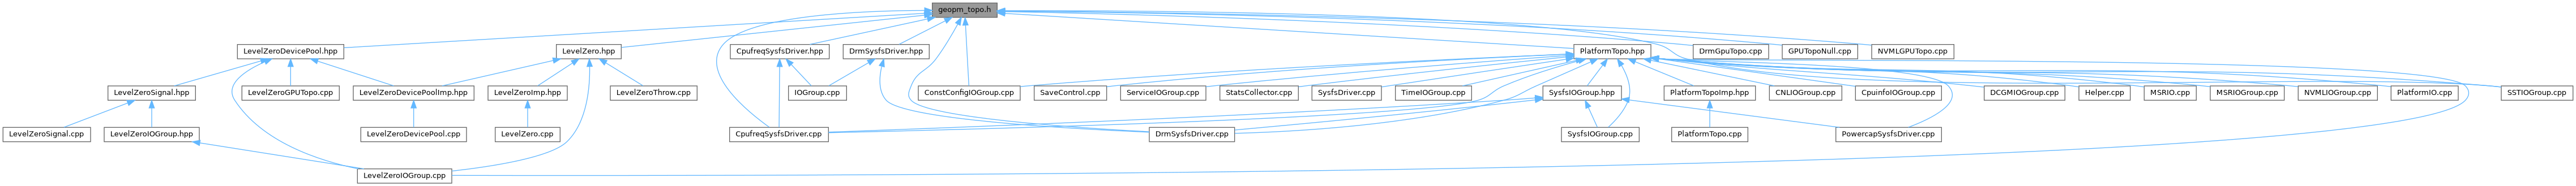 geopm_topo.h
LevelZeroDevicePool.hpp
LevelZero.hpp
CpufreqSysfsDriver.hpp
DrmSysfsDriver.hpp
PlatformTopo.hpp
DrmGpuTopo.cpp
GPUTopoNull.cpp
NVMLGPUTopo.cpp
LevelZeroSignal.hpp
LevelZeroGPUTopo.cpp
LevelZeroDevicePoolImp.hpp
LevelZeroImp.hpp
LevelZeroThrow.cpp
IOGroup.cpp
ConstConfigIOGroup.cpp
SaveControl.cpp
ServiceIOGroup.cpp
StatsCollector.cpp
SysfsDriver.cpp
TimeIOGroup.cpp
SysfsIOGroup.hpp
PlatformTopoImp.hpp
CNLIOGroup.cpp
CpuinfoIOGroup.cpp
DCGMIOGroup.cpp
Helper.cpp
MSRIO.cpp
MSRIOGroup.cpp
NVMLIOGroup.cpp
PlatformIO.cpp
SSTIOGroup.cpp
LevelZeroSignal.cpp
LevelZeroIOGroup.hpp
LevelZeroDevicePool.cpp
LevelZero.cpp
CpufreqSysfsDriver.cpp
DrmSysfsDriver.cpp
SysfsIOGroup.cpp
PlatformTopo.cpp
PowercapSysfsDriver.cpp
LevelZeroIOGroup.cpp